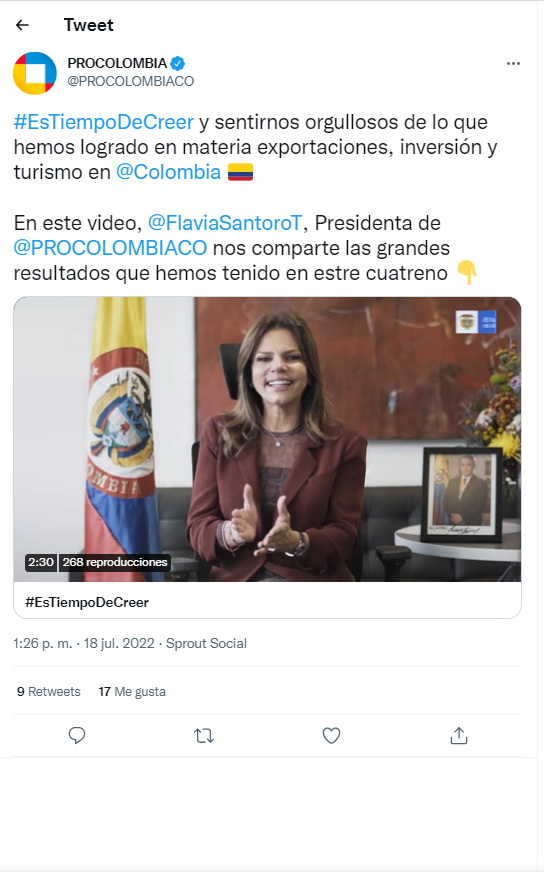 Tweet
PROCOLOMBIA
@PROCOLOMBIACO
#EsTiempoDeCreer y sentirnos orgullosos de lo que
hemos logrado en materia exportaciones, inversión y
turismo en @Colombia 🇨🇴
En este video, @FlaviaSantoroT, Presidenta de
@PROCOLOMBIACO nos comparte las grandes
resultados que hemos tenido en estre cuatreno 👇
OMBIA
2:30 268 reproducciones
#EsTiempoDeCreer
1:26 p. m. · 18 jul. 2022 · Sprout Social
9 Retweets 17 Me gusta